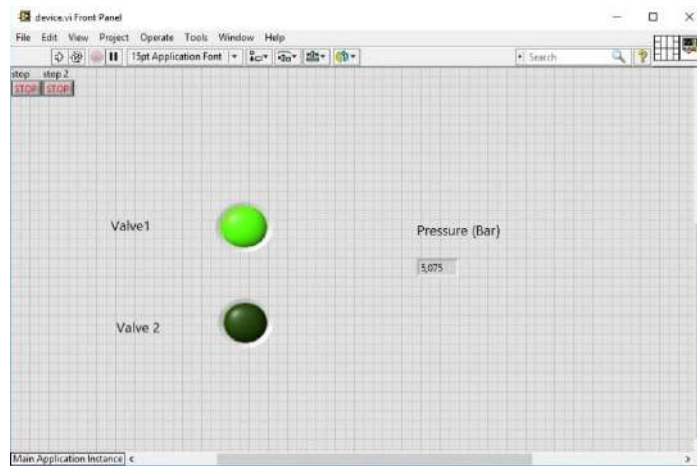 device.vi Front Panel
File Edit View Project Operate Tools Window Help
15pt Application Font
Search
stop stop 2
STOP STOP
Valve1
Pressure (Bar)
5,075
Valve 2
Main Application Instance